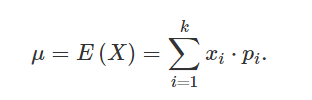 μ = E (X) = ∑_{i=1}^{k} x_i · p_i.